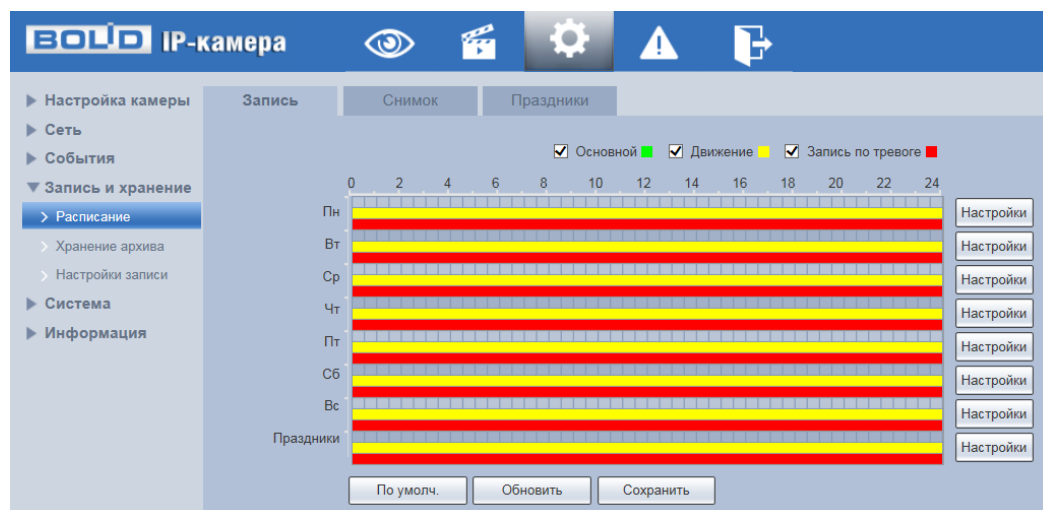 BOLID IP-камера
Настройка камеры
Сеть
События
Запись и хранение
Расписание
Хранение архива
Настройки записи
Система
Информация
Запись Снимок Праздники
Основной Движение Запись по тревоге
0 2 4 6 8 10 12 14 16 18 20 22 24
Пн Настройки
Вт Настройки
Ср Настройки
Чт Настройки
Пт Настройки
Сб Настройки
Вс Настройки
Праздники Настройки
По умолч. Обновить Сохранить